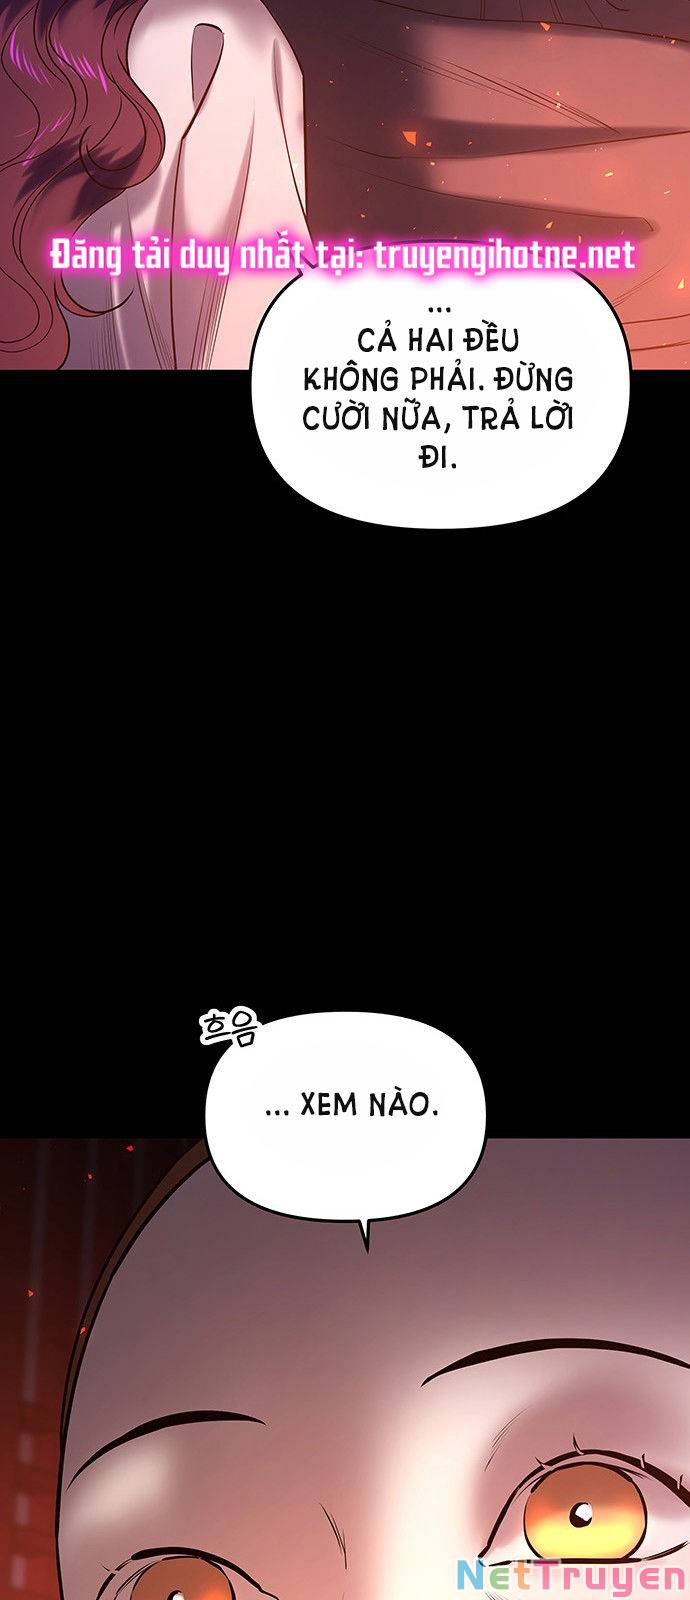 Đăng tải duy nhất tại: truyengihotne.net
...
CẢ HAI ĐỀU
KHÔNG PHẢI. ĐỪNG
CƯỜI NỮA, TRẢ LỜI
ĐI.
흐음
... XEM NÀO.
NetTruyen